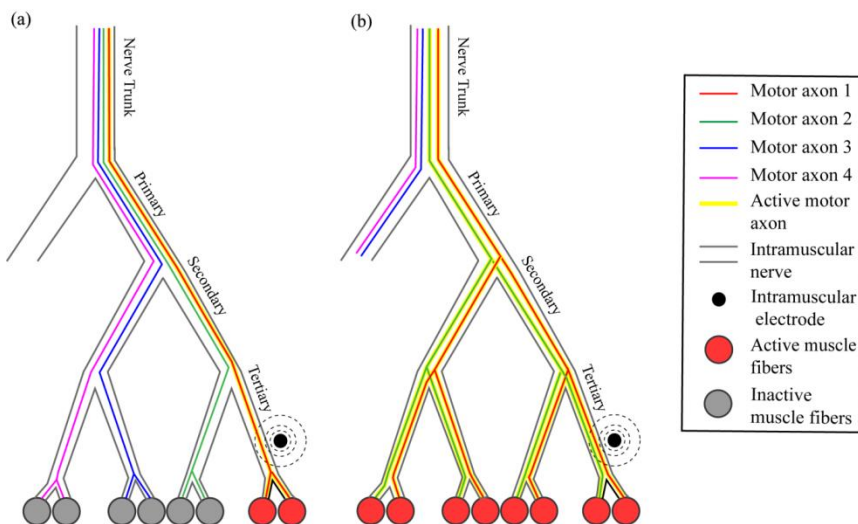 (a)
Nerve Trunk
Primary
Secondary
Tertiary
(b)
Nerve Trunk
Primary
Secondary
Tertiary
Motor axon 1
Motor axon 2
Motor axon 3
Motor axon 4
Active motor
axon
Intramuscular
nerve
Intramuscular
electrode
Active muscle
fibers
Inactive
muscle fibers